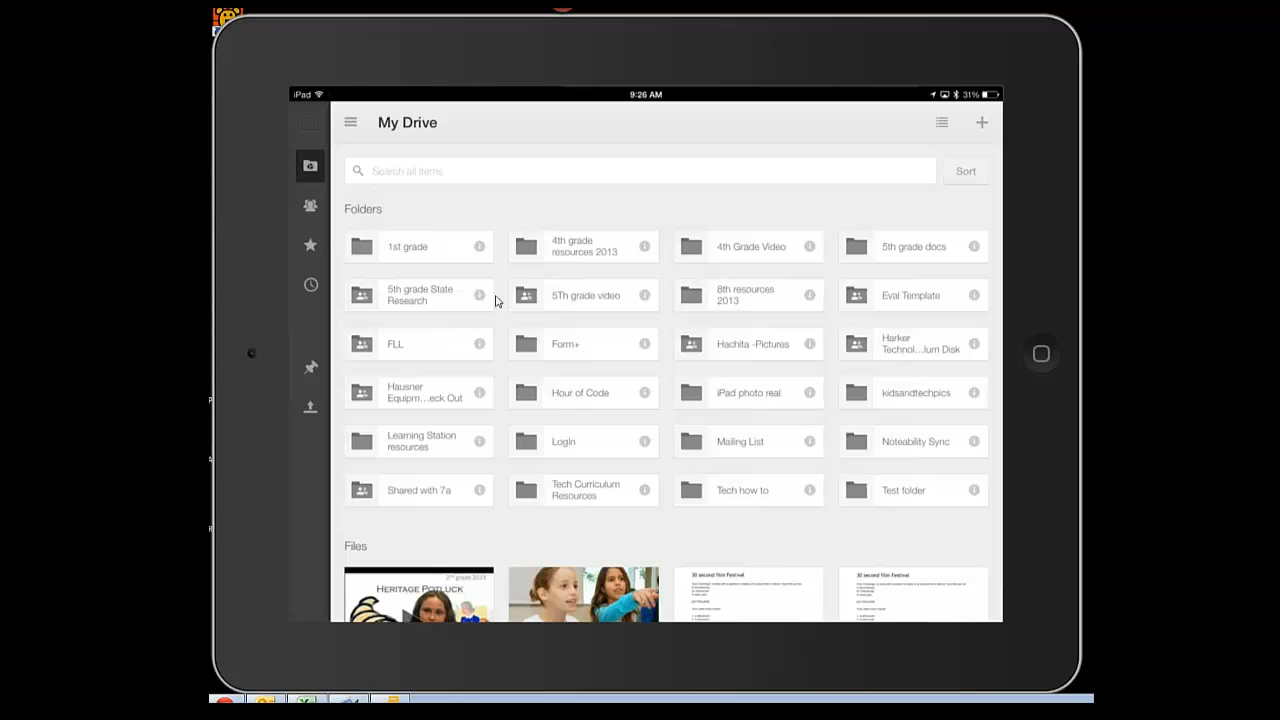 iPad
9:26 AM
31%
My Drive
Search all items
Sort
Folders
1st grade
4th grade
resources 2013
4th Grade Video
5th grade docs
5th grade State
Research
5Th grade video
8th resources
2013
Eval Template
FLL
Form+
Hachita -Pictures
Harker
Technol...lum Disk
Hausner
Equipm...eck Out
Hour of Code
iPad photo real
kidsandtechpics
Learning Station
resources
LogIn
Mailing List
Noteability Sync
Shared with 7a
Tech Curriculum
Resources
Tech how to
Test folder
Files
2nd grade 2013
Heritage Potluck
30 second film Festival
30 second film Festival